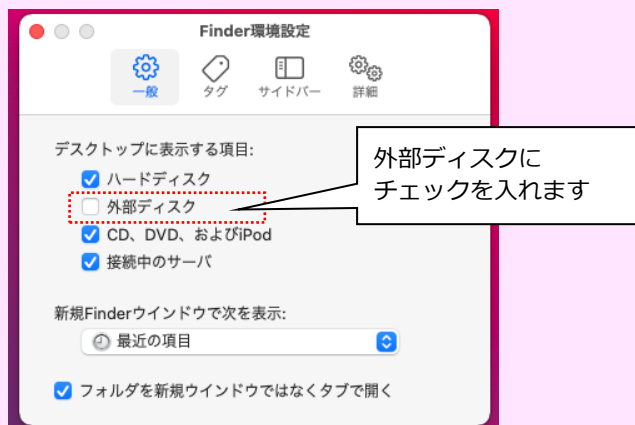 Finder環境設定
一般
タグ
サイドバー
詳細
デスクトップに表示する項目:
ハードディスク
外部ディスク
CD、DVD、およびiPod
接続中のサーバ
外部ディスクに
チェックを入れます
新規Finderウインドウで次を表示:
最近の項目
フォルダを新規ウインドウではなくタブで開く